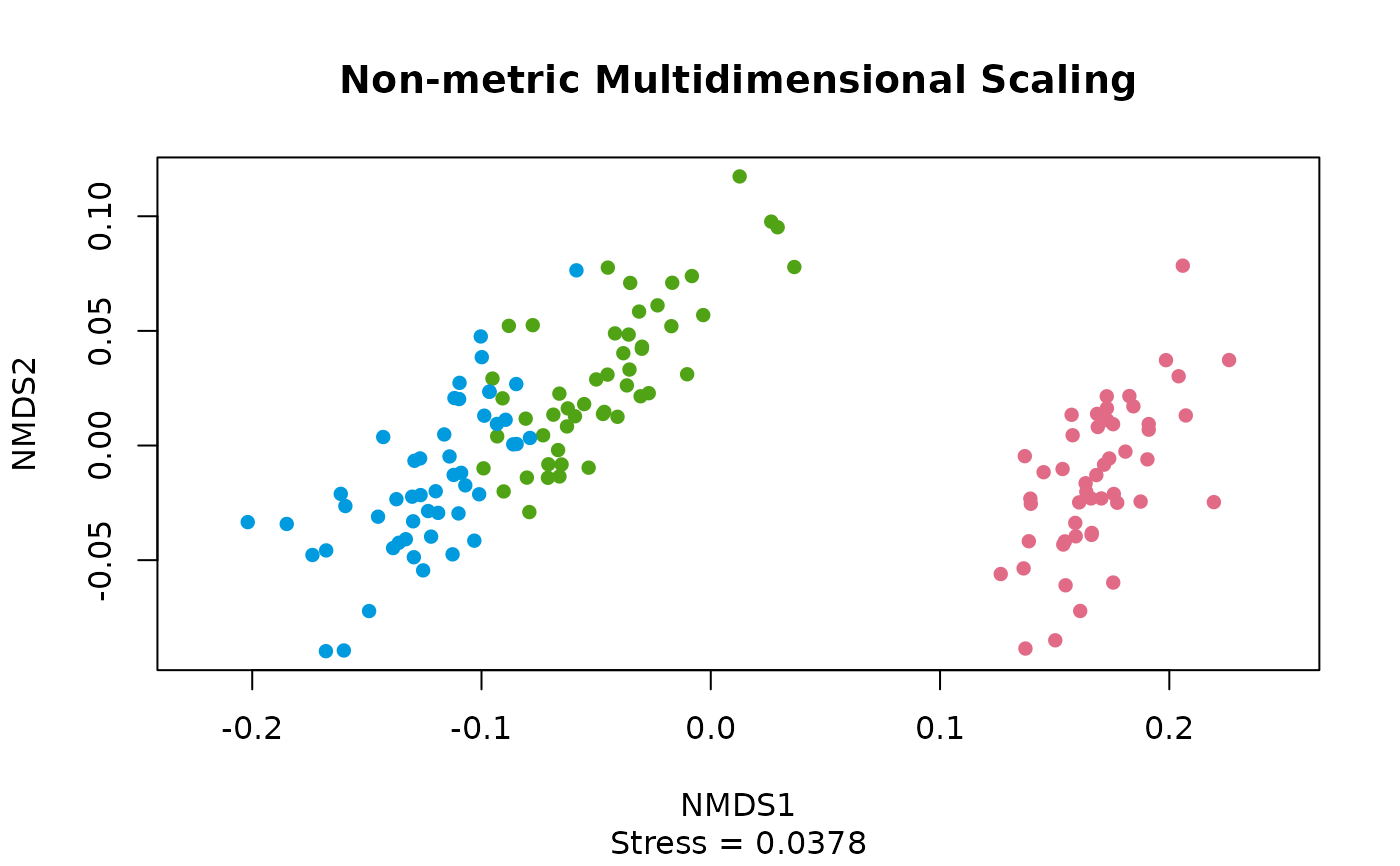 Non-metric Multidimensional Scaling
NMDS2
0.10
0.05
0.00
-0.05
-0.2 -0.1 0.0 0.1 0.2
NMDS1
Stress = 0.0378